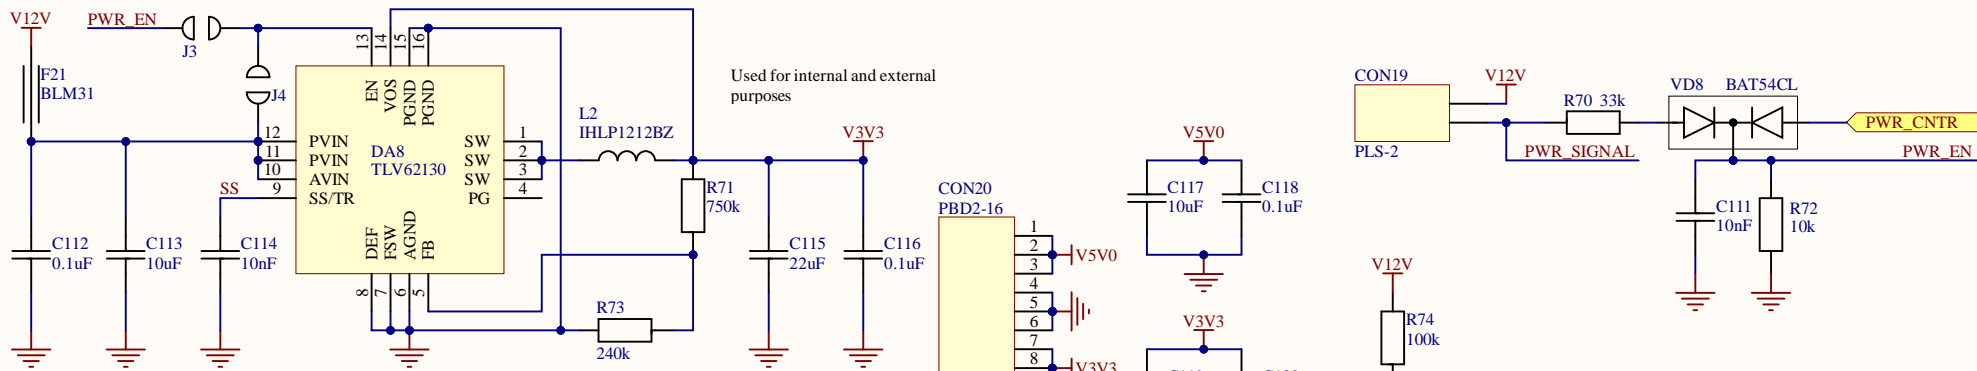 V12V
PWR_EN
J3
F21
BLM31
J4
13
14
15
16
EN
VOS
PGND
PGND
12
11
10
9
PVIN
PVIN
AVIN
SS/TR
SS
DA8
TLV62130
SW
SW
SW
PG
1
2
3
4
DEF
FSW
AGND
FB
8
7
6
5
C112
0.1uF
C113
10uF
C114
10nF
L2
IHLP1212BZ
Used for internal and external
purposes
V3V3
R71
750k
R73
240k
C115
22uF
C116
0.1uF
CON20
PBD2-16
1
2
3
4
5
6
7
8
V5V0
V3V3
V5V0
C117
10uF
C118
0.1uF
V3V3
CON19
PLS-2
V12V
R70 33k
PWR_SIGNAL
VD8 BAT54CL
PWR_CNTR
PWR_EN
C111
10nF
R72
10k
V12V
R74
100k